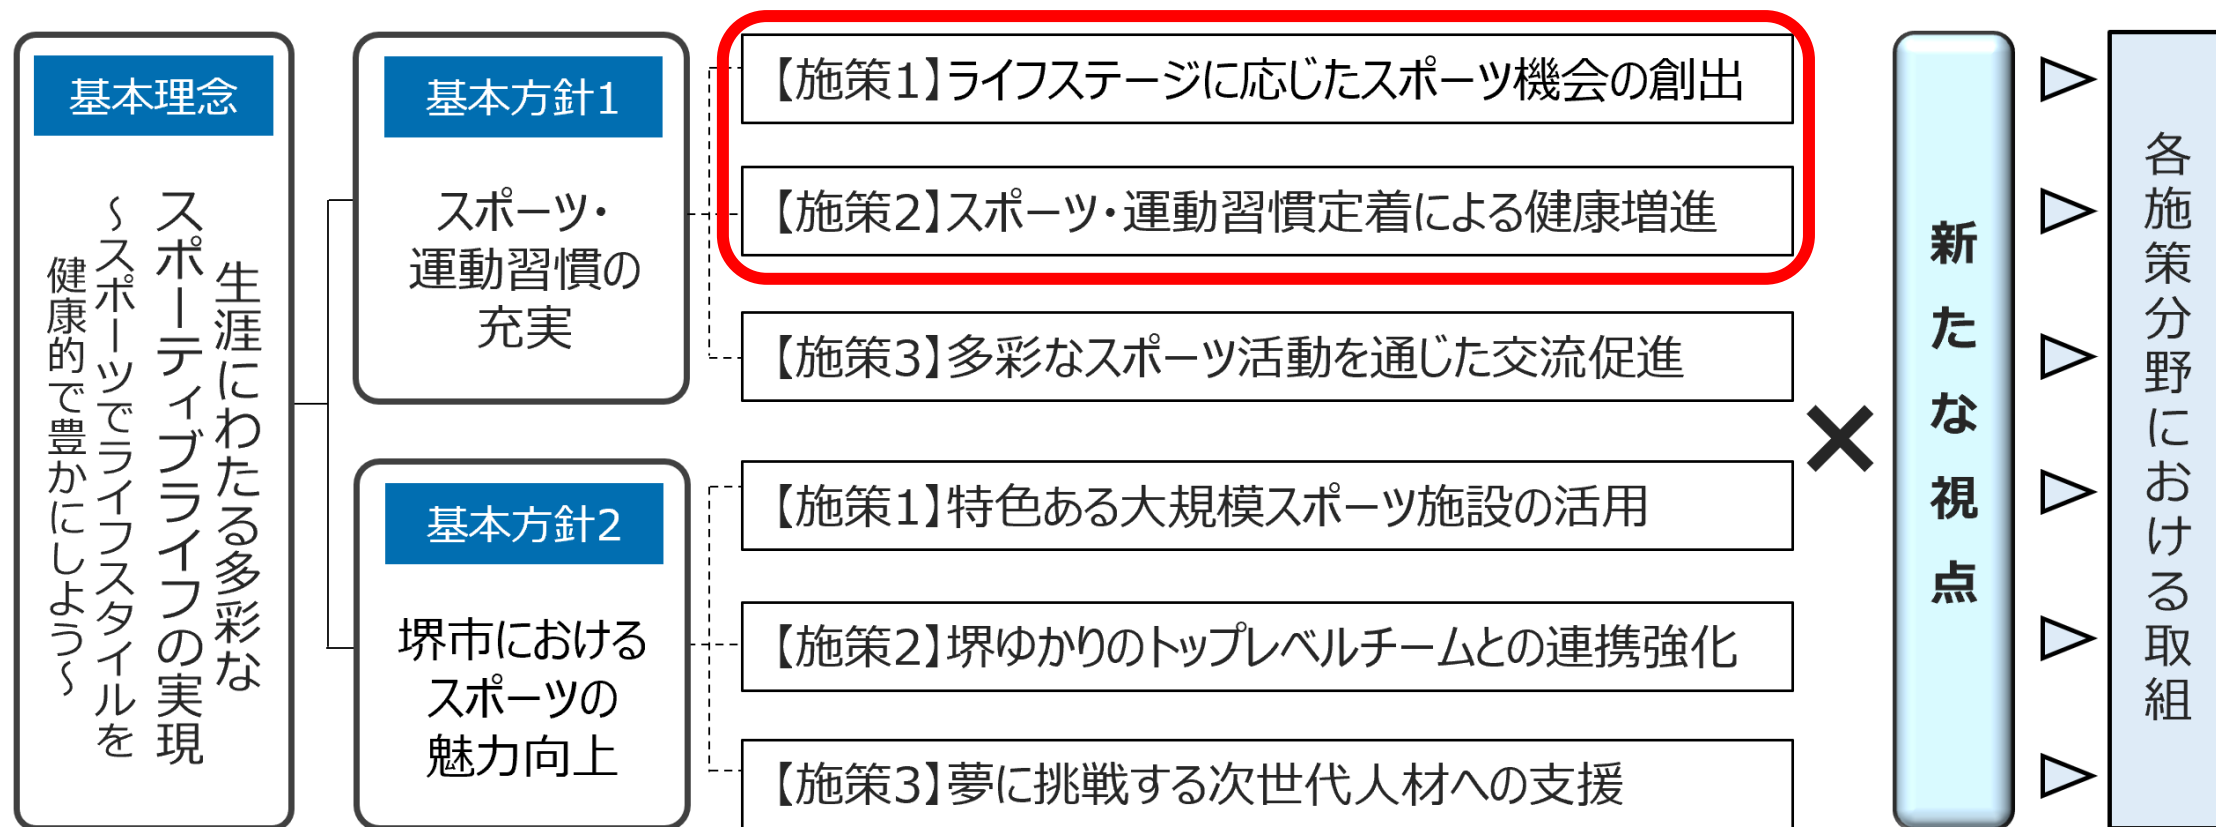 基本理念
生涯にわたる多彩な
スポーティブライフの実現
～スポーツでライフスタイルを
健康的で豊かにしよう～
基本方針1
スポーツ・
運動習慣の
充実
【施策1】ライフステージに応じたスポーツ機会の創出
【施策2】スポーツ・運動習慣定着による健康増進
【施策3】多彩なスポーツ活動を通じた交流促進
基本方針2
堺市における
スポーツの
魅力向上
【施策1】特色ある大規模スポーツ施設の活用
【施策2】堺ゆかりのトップレベルチームとの連携強化
【施策3】夢に挑戦する次世代人材への支援
×
新たな視点
各施策分野における取組